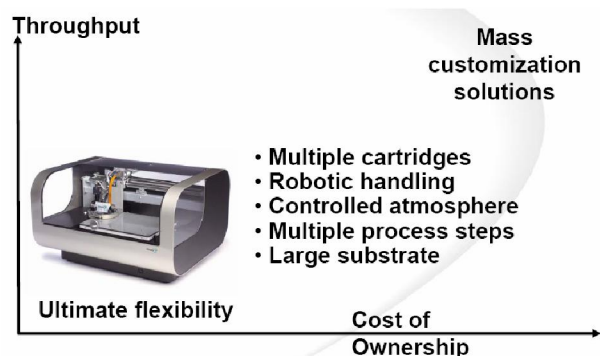 Throughput
Mass
customization
solutions
• Multiple cartridges
• Robotic handling
• Controlled atmosphere
• Multiple process steps
• Large substrate
Ultimate flexibility
Cost of
Ownership